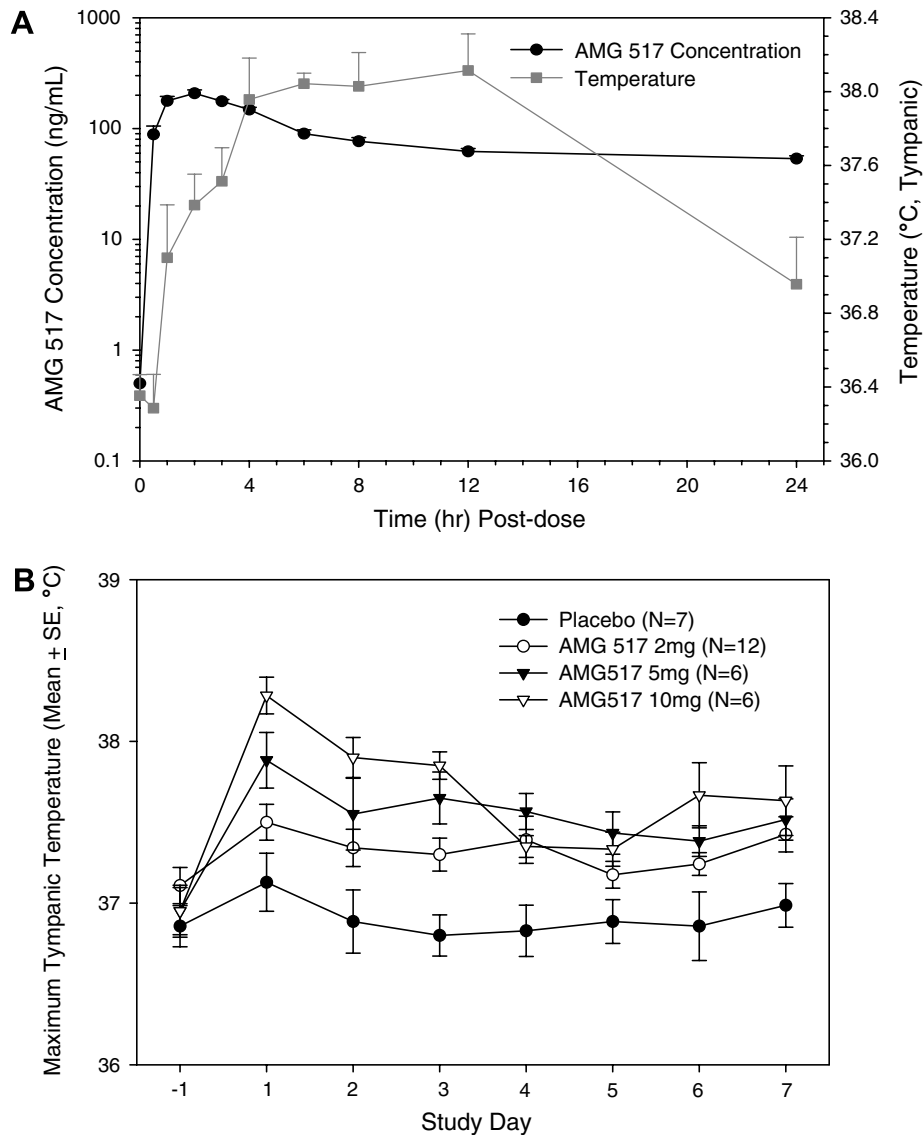 A
1000
100
10
1
0.1
AMG 517 Concentration (ng/mL)
AMG 517 Concentration
Temperature
38.4
38.0
37.6
37.2
36.8
36.4
36.0
Temperature (°C, Tympanic)
0 4 8 12 16 20 24
Time (hr) Post-dose
B
39
38
37
36
Maximum Tympanic Temperature (Mean ± SE, °C)
Placebo (N=7)
AMG 517 2mg (N=12)
AMG517 5mg (N=6)
AMG517 10mg (N=6)
-1 1 2 3 4 5 6 7
Study Day